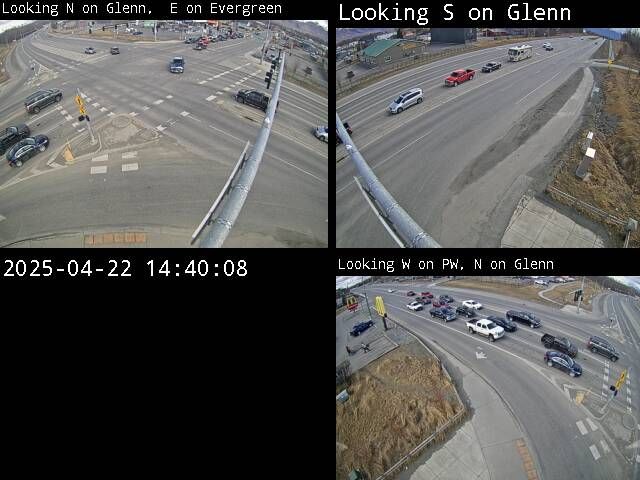 Looking N on Glenn,  E on Evergreen
Looking S on Glenn
2025-04-22 14:40:08
Looking W on PW, N on Glenn